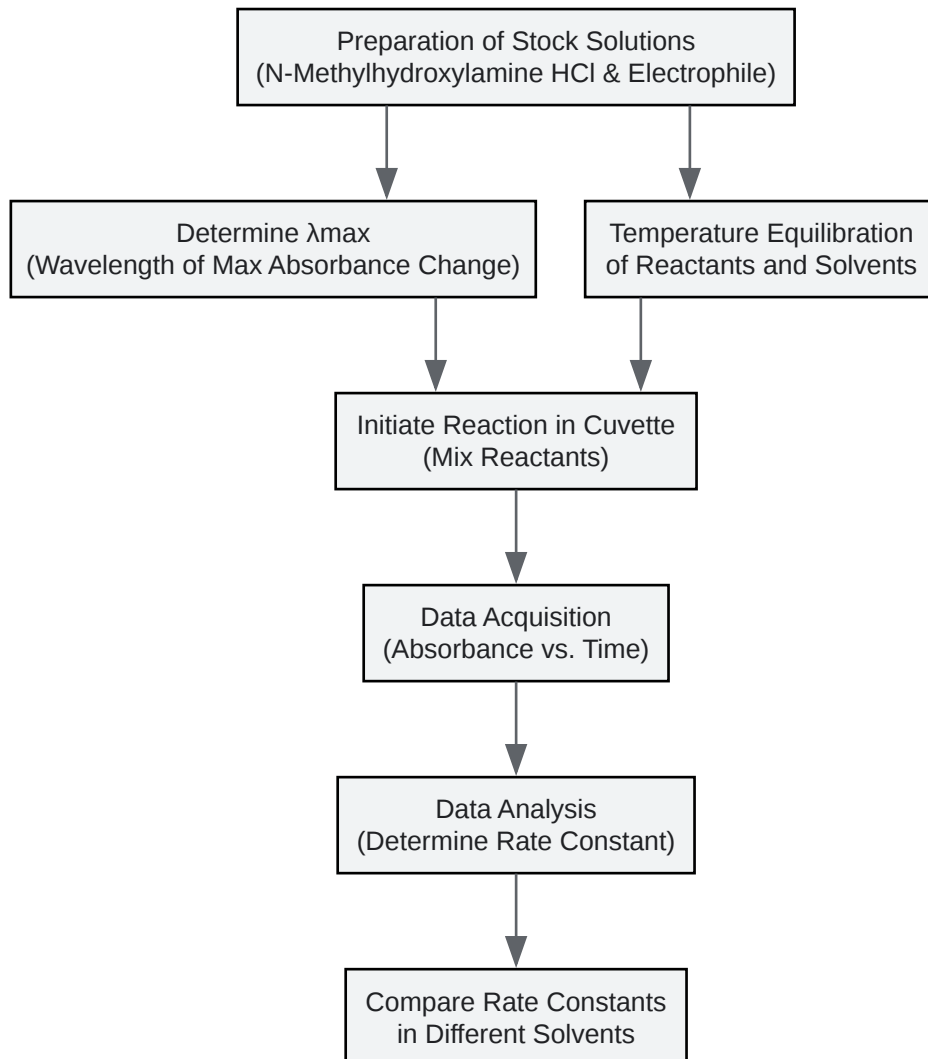 Preparation of Stock Solutions
(N-Methylhydroxylamine HCl & Electrophile)
Determine λmax
(Wavelength of Max Absorbance Change)
Temperature Equilibration
of Reactants and Solvents
Initiate Reaction in Cuvette
(Mix Reactants)
Data Acquisition
(Absorbance vs. Time)
Data Analysis
(Determine Rate Constant)
Compare Rate Constants
in Different Solvents